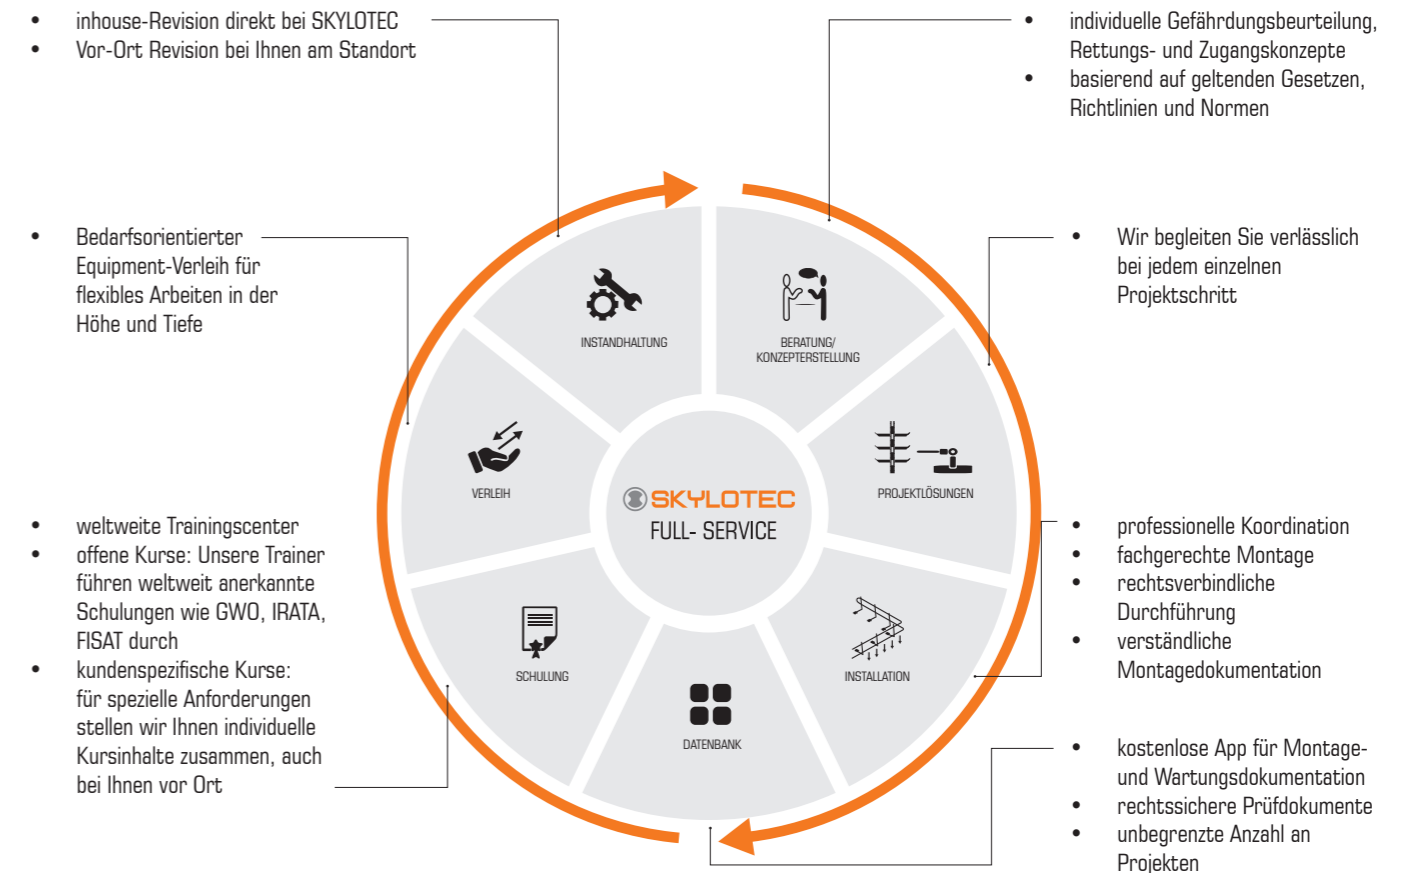 • inhouse-Revision direkt bei SKYLOTEC
• Vor-Ort Revision bei Ihnen am Standort
• individuelle Gefährdungsbeurteilung,
Rettungs- und Zugangskonzepte
• basierend auf geltenden Gesetzen,
Richtlinien und Normen
• Bedarfsorientierter
Equipment-Verleih für
flexibles Arbeiten in der
Höhe und Tiefe
• Wir begleiten Sie verlässlich
bei jedem einzelnen
Projektschritt
INSTANDHALTUNG
BERATUNG/
KONZEPTERSTELLUNG
VERLEIH
PROJEKTLÖSUNGEN
SKYLOTEC
FULL- SERVICE
SCHULUNG
INSTALLATION
DATENBANK
• weltweite Trainingscenter
• offene Kurse: Unsere Trainer
führen weltweit anerkannte
Schulungen wie GWO, IRATA,
FISAT durch
• kundenspezifische Kurse:
für spezielle Anforderungen
stellen wir Ihnen individuelle
Kursinhalte zusammen, auch
bei Ihnen vor Ort
• professionelle Koordination
• fachgerechte Montage
• rechtsverbindliche
Durchführung
• verständliche
Montagedokumentation
• kostenlose App für Montage-
und Wartungsdokumentation
• rechtssichere Prüfdokumente
• unbegrenzte Anzahl an
Projekten